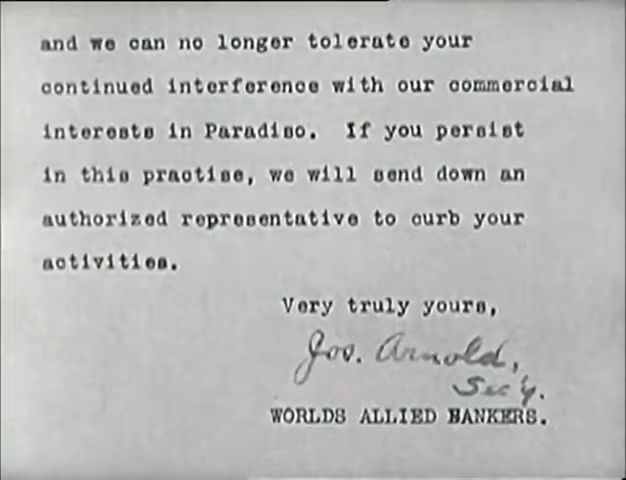 and we can no longer tolerate your
continued interference with our commercial
interests in Paradiso. If you persist
in this practise, we will send down an
authorized representative to curb your
activities.
Very truly yours,
Jos. Arnold,
Sec'y.
WORLDS ALLIED BANKERS.